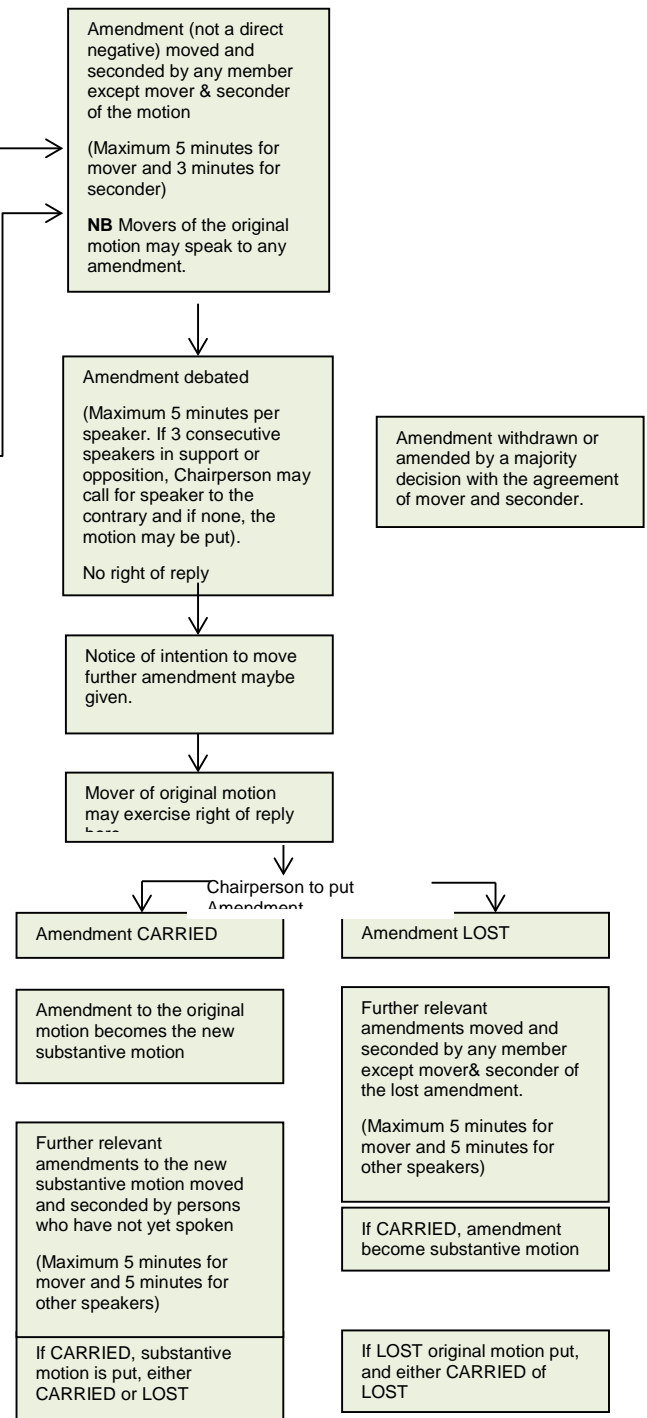 Amendment (not a direct
negative) moved and
seconded by any member
except mover & seconder
of the motion
(Maximum 5 minutes for
mover and 3 minutes for
seconder)
NB Movers of the original
motion may speak to any
amendment.
Amendment debated
(Maximum 5 minutes per
speaker. If 3 consecutive
speakers in support or
opposition, Chairperson may
call for speaker to the
contrary and if none, the
motion may be put).
No right of reply
Amendment withdrawn or
amended by a majority
decision with the agreement
of mover and seconder.
Notice of intention to move
further amendment maybe
given.
Mover of original motion
may exercise right of reply
Chairperson to put
Amendment
Amendment CARRIED
Amendment to the original
motion becomes the new
substantive motion
Further relevant
amendments to the new
substantive motion moved
and seconded by persons
who have not yet spoken
(Maximum 5 minutes for
mover and 5 minutes for
other speakers)
If CARRIED, substantive
motion is put, either
CARRIED or LOST
Amendment LOST
Further relevant
amendments moved and
seconded by any member
except mover& seconder of
the lost amendment.
(Maximum 5 minutes for
mover and 5 minutes for
other speakers)
If CARRIED, amendment
become substantive motion
If LOST original motion put,
and either CARRIED of
LOST